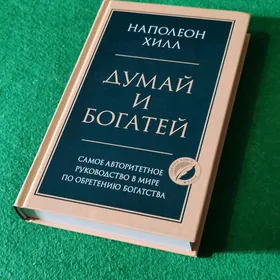 НАПОЛЕОН
ХИЛЛ
ДУМАЙ
И
БОГАТЕЙ
САМОЕ АВТОРИТЕТНОЕ
РУКОВОДСТВО В МИРЕ
ПО ОБРЕТЕНИЮ БОГАТСТВА